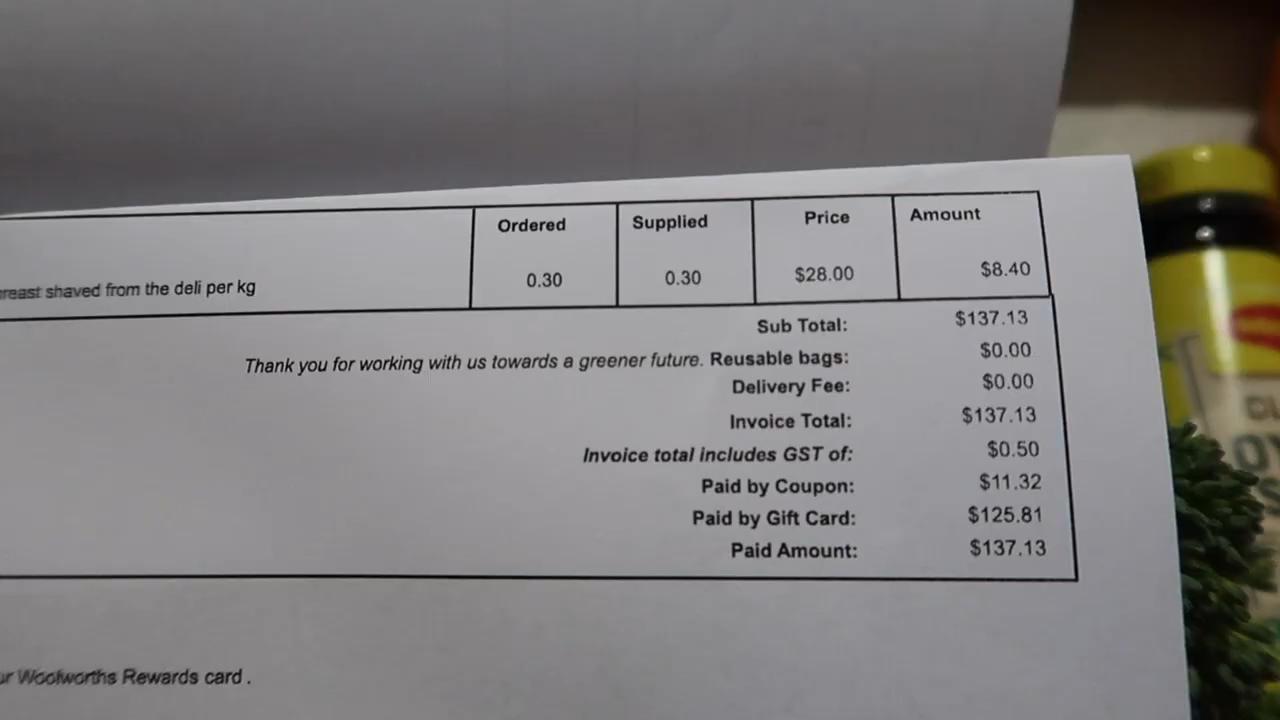 Ordered Supplied Price Amount
shaved from the deli per kg 0.30 0.30 $28.00 $8.40
Sub Total: $137.13
Thank you for working with us towards a greener future. Reusable bags: $0.00
Delivery Fee: $0.00
Invoice Total: $137.13
Invoice total includes GST of: $0.50
Paid by Coupon: $11.32
Paid by Gift Card: $125.81
Paid Amount: $137.13
Woolworths Rewards card.